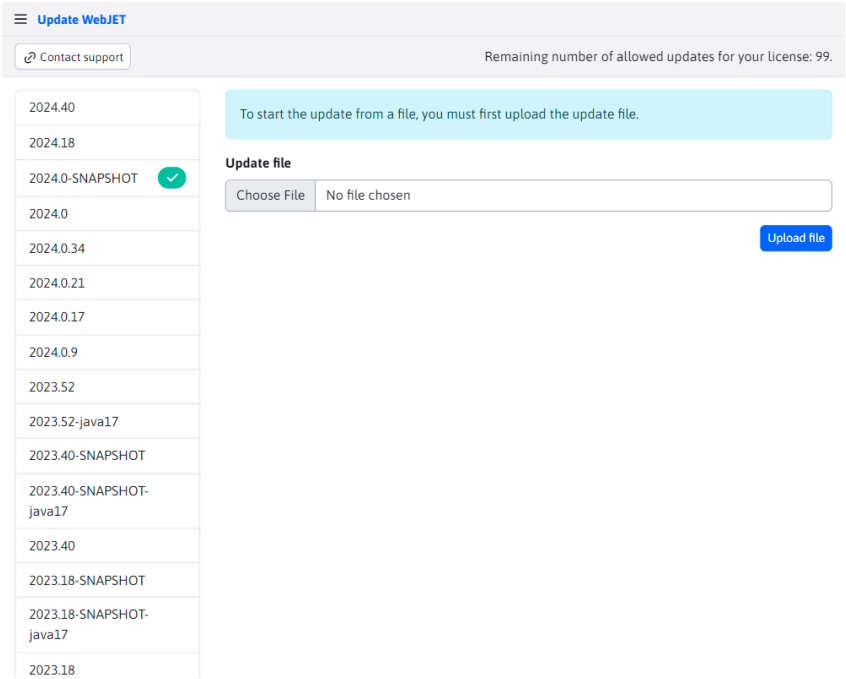 Update WebJET
Contact support
Remaining number of allowed updates for your license: 99.
2024.40
2024.18
2024.0-SNAPSHOT
2024.0
2024.0.34
2024.0.21
2024.0.17
2024.0.9
2023.52
2023.52-java17
2023.40-SNAPSHOT
2023.40-SNAPSHOT-
java17
2023.40
2023.18-SNAPSHOT
2023.18-SNAPSHOT-
java17
2023.18
To start the update from a file, you must first upload the update file.
Update file
Choose File No file chosen
Upload file